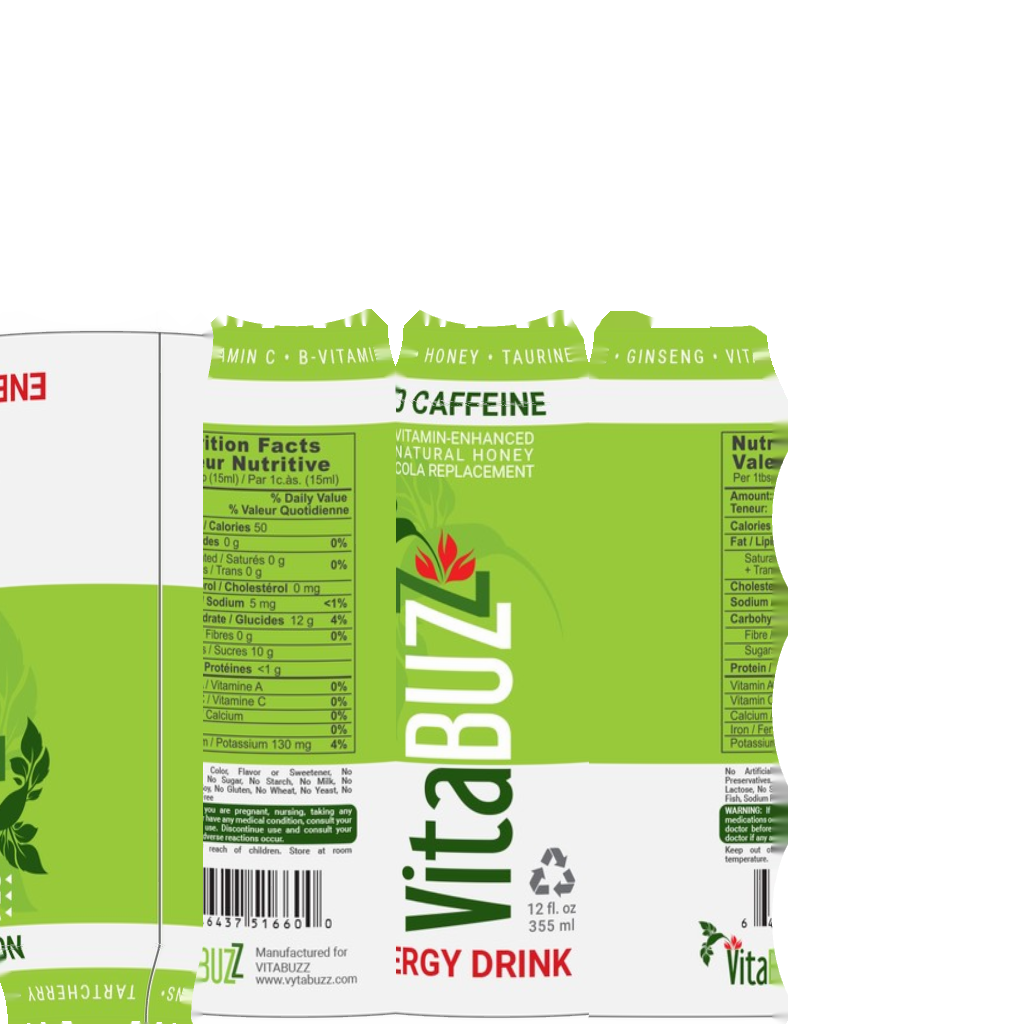 AMIN C • B-VITAMI
HONEY • TAURINE
• GINSENG • VIT
CAFFEINE
VITAMIN-ENHANCED
NATURAL HONEY
COLA REPLACEMENT
VitaBUZZ
12 fl. oz
355 ml
ERGY DRINK
ition Facts
ur Nutritive
(15ml) / Par 1c.às. (15ml)
% Daily Value
% Valeur Quotidienne
/ Calories 50
des 0 g 0%
ted / Saturés 0 g
s / Trans 0 g 0%
rol / Cholestérol 0 mg
/ Sodium 5 mg <1%
drate / Glucides 12 g 4%
Fibres 0 g 0%
s / Sucres 10 g
Protéines <1 g
/ Vitamine A 0%
/ Vitamine C 0%
Calcium 0%
0%
m / Potassium 130 mg 4%
Color, Flavor or Sweetener, No
No Sugar, No Starch, No Milk, No
oy, No Gluten, No Wheat, No Yeast, No
ree
you are pregnant, nursing, taking any
have any medical condition, consult your
use. Discontinue use and consult your
dverse reactions occur.
reach of children. Store at room
6437 51660 0
BUZZ
Manufactured for
VITABUZZ
www.vytabuzz.com
Nutr
Vale
Per 1tbs
Amount
Teneur:
Calories
Fat / Lipi
Satura
+ Tran
Choleste
Sodium
Carbohy
Fibre /
Sugar
Protein /
Vitamin A
Vitamin C
Calcium /
Iron / Fer
Potassiu
No Artificial
Preservatives,
Lactose, No S
Fish, Sodium
WARNING: If
medications o
doctor before
doctor if any a
Keep out of
temperature.
6 4
Vita
ENE
ON
TARTCHERRY
NS •